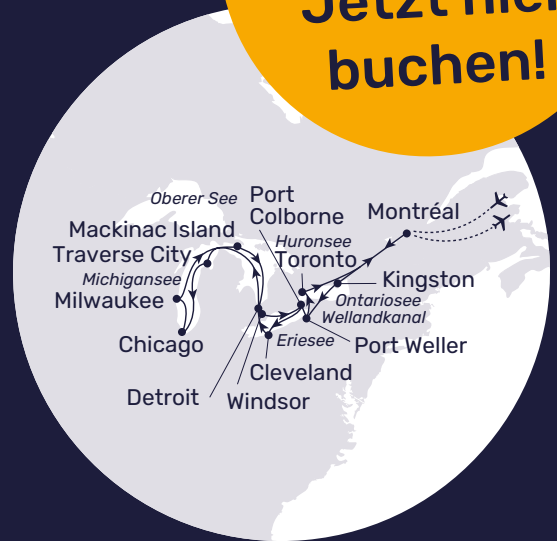 Jetzt
buchen!
Oberer See
Port
Colborne
Montréal
Mackinac Island
Huronsee
Traverse City
Toronto
Michigansee
Kingston
Milwaukee
Ontariosee
Wellandkanal
Chicago
Eriesee
Port Weller
Cleveland
Detroit
Windsor